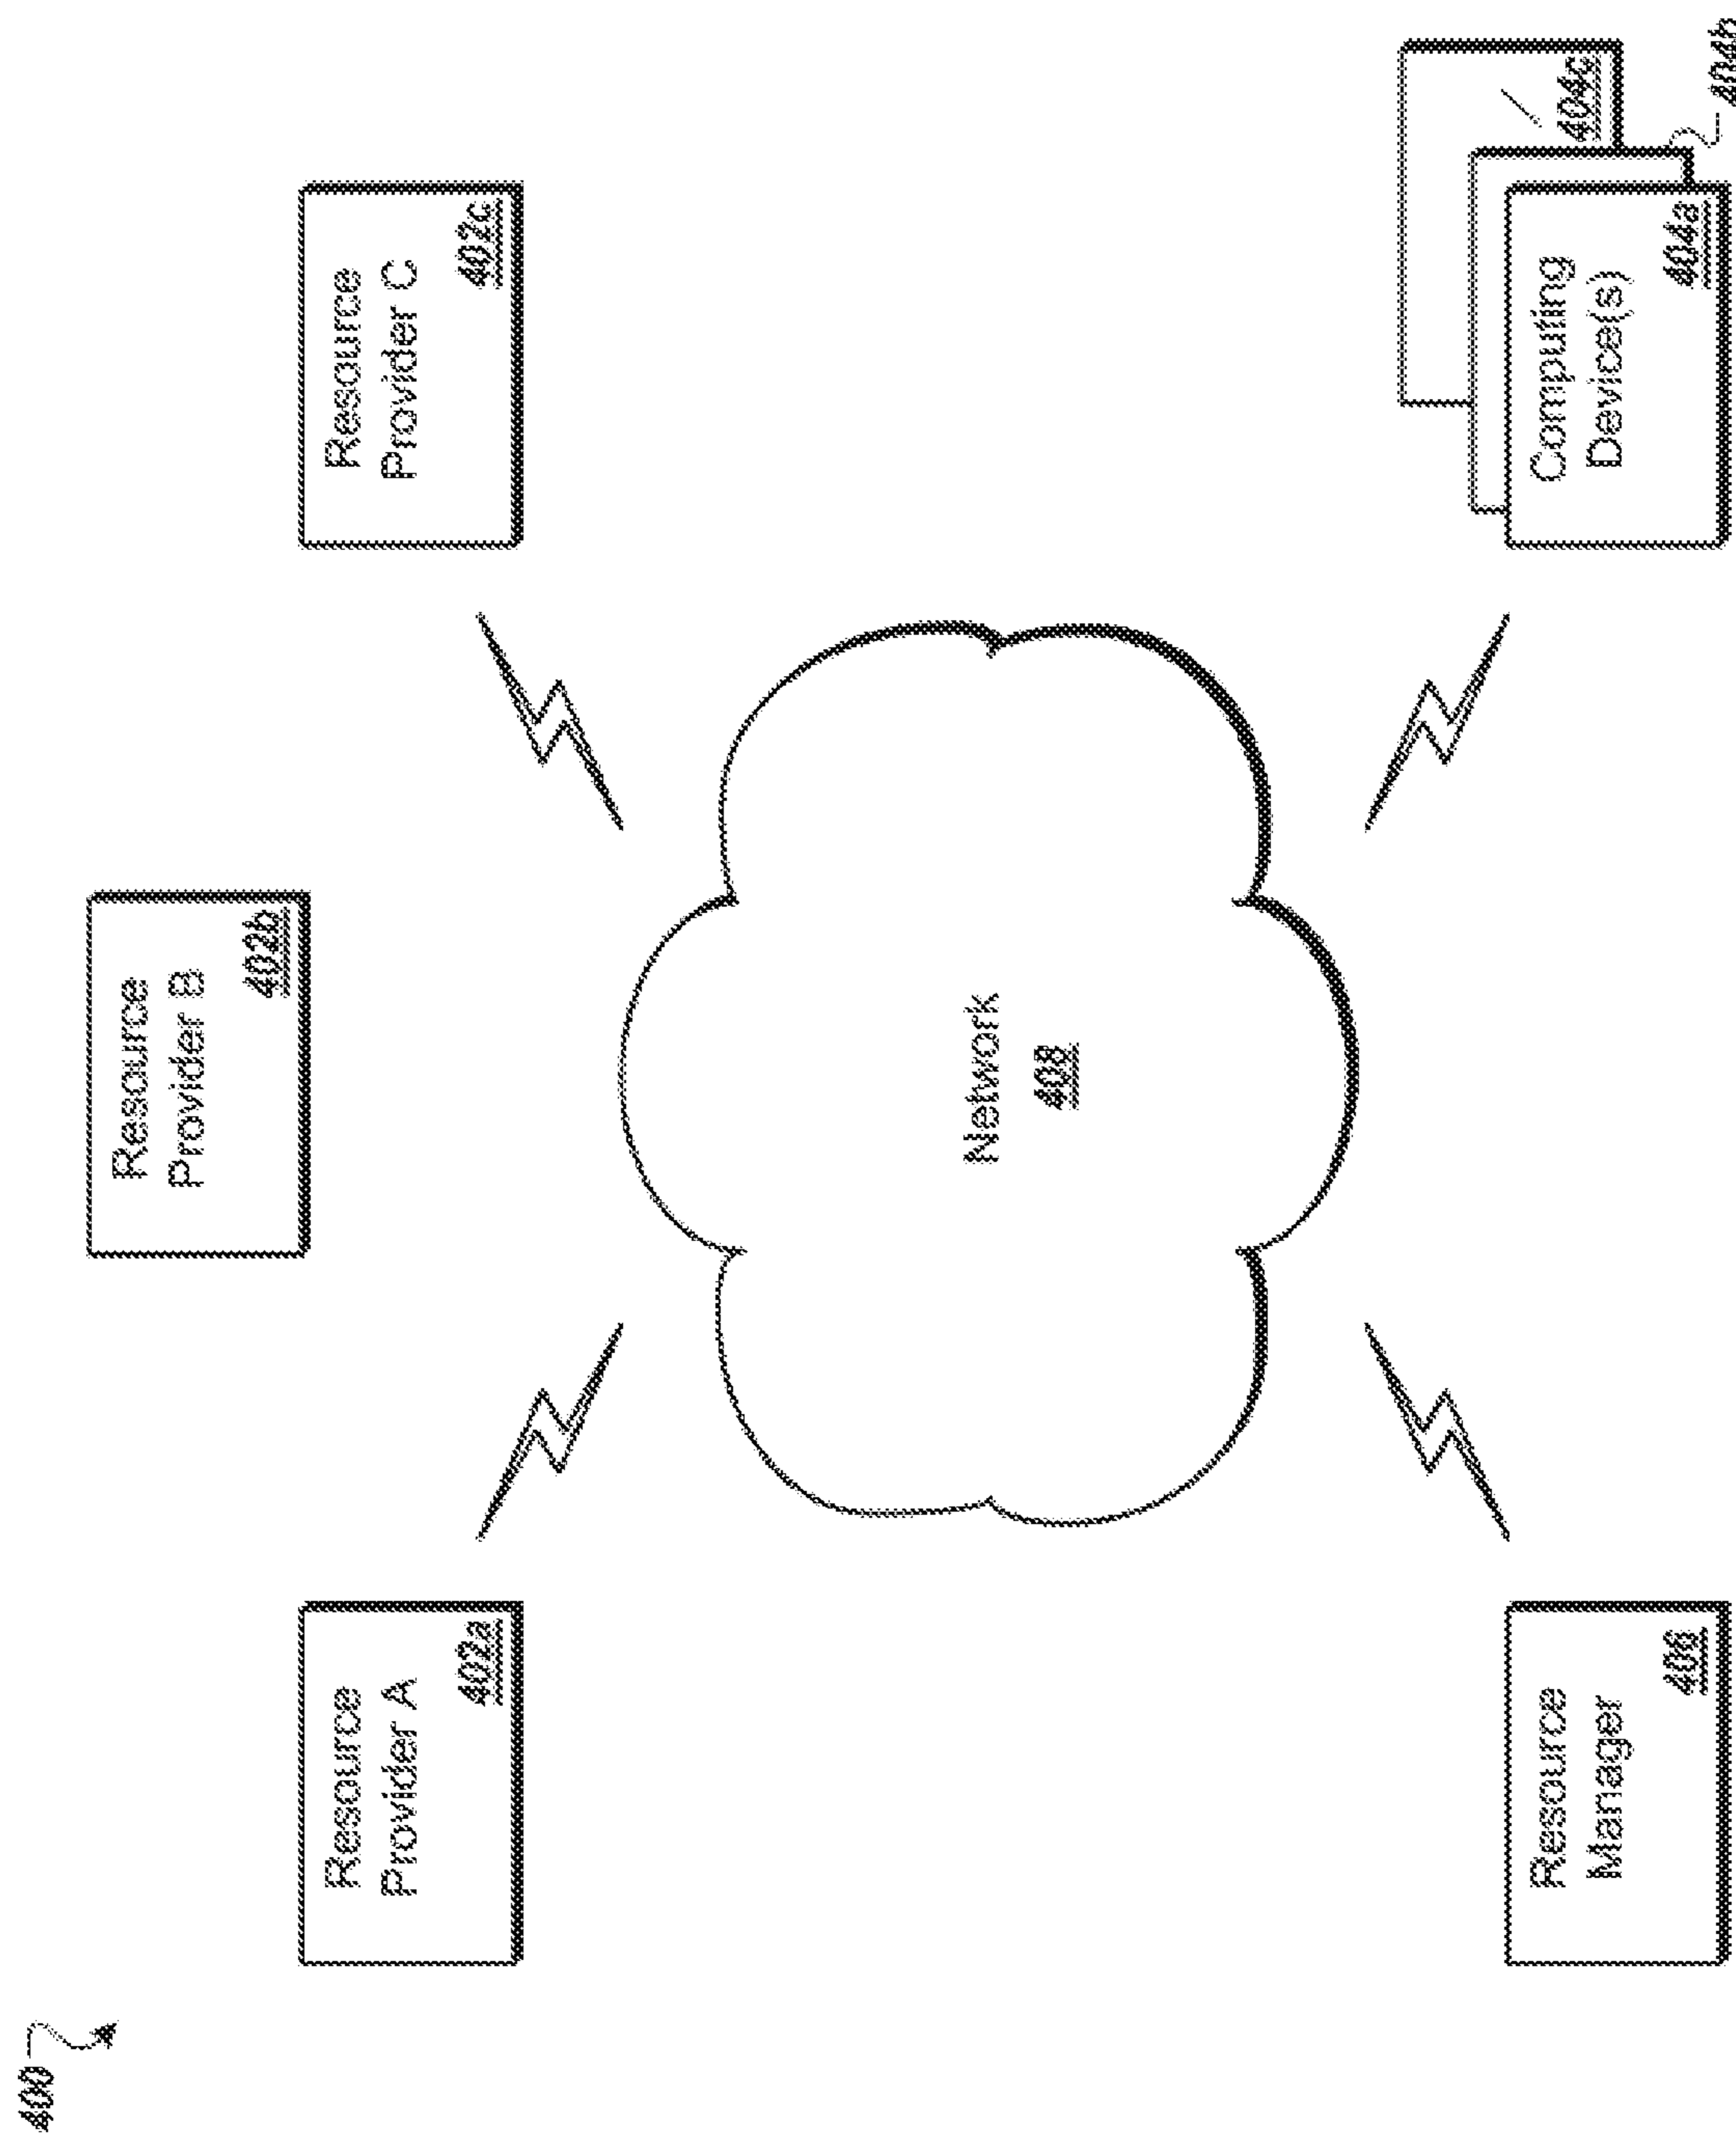 400
Resource
Provider B
402b
Resource
Provider A
402a
Resource
Provider C
402c
Network
408
Resource
Manager
406
Computing
Device(s)
404a
404c
404b